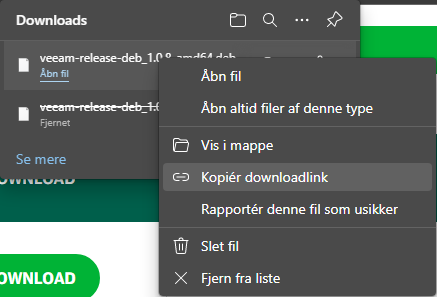 Downloads
veeam-release-deb_1.0.8_amd64.deb
Åbn fil
veeam-release-deb_1.0
Fjernet
Se mere
DOWNLOAD
DOWNLOAD
Åbn fil
Åbn altid filer af denne type
Vis i mappe
Kopiér downloadlink
Rapportér denne fil som usikker
Slet fil
Fjern fra liste